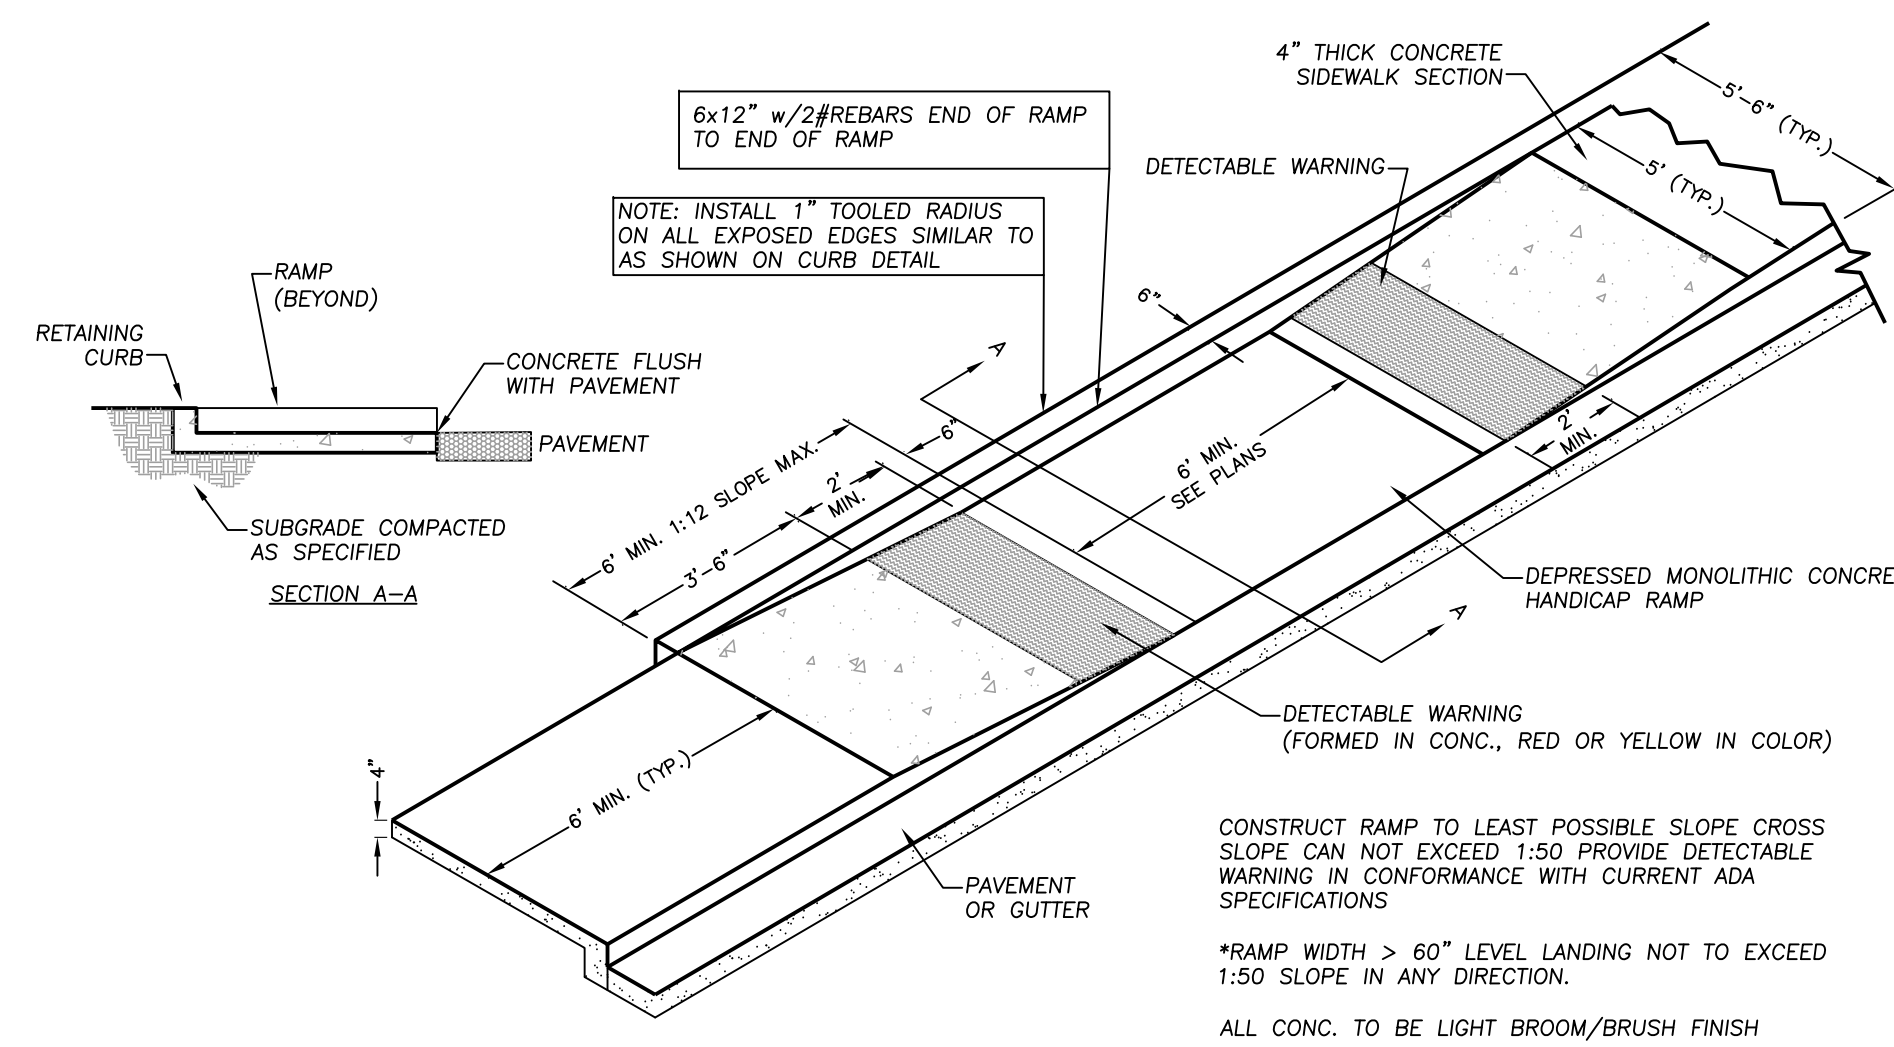 4" THICK CONCRETE
SIDEWALK SECTION
5'-6" (TYP.)
5' (TYP.)
6x12" w/2#REBARS END OF RAMP
TO END OF RAMP
DETECTABLE WARNING
NOTE: INSTALL 1" TOOLED RADIUS
ON ALL EXPOSED EDGES SIMILAR TO
AS SHOWN ON CURB DETAIL
RAMP
(BEYOND)
RETAINING
CURB
CONCRETE FLUSH
WITH PAVEMENT
PAVEMENT
SUBGRADE COMPACTED
AS SPECIFIED
SECTION A-A
6"
A
6"
6' MIN. 1:12 SLOPE MAX.
2'
MIN.
3'-6"
6' MIN.
SEE PLANS
2'
MIN.
DEPRESSED MONOLITHIC CONCRE
HANDICAP RAMP
A
DETECTABLE WARNING
(FORMED IN CONC., RED OR YELLOW IN COLOR)
6' MIN. (TYP.)
4"
PAVEMENT
OR GUTTER
CONSTRUCT RAMP TO LEAST POSSIBLE SLOPE CROSS
SLOPE CAN NOT EXCEED 1:50 PROVIDE DETECTABLE
WARNING IN CONFORMANCE WITH CURRENT ADA
SPECIFICATIONS
*RAMP WIDTH > 60" LEVEL LANDING NOT TO EXCEED
1:50 SLOPE IN ANY DIRECTION.
ALL CONC. TO BE LIGHT BROOM/BRUSH FINISH